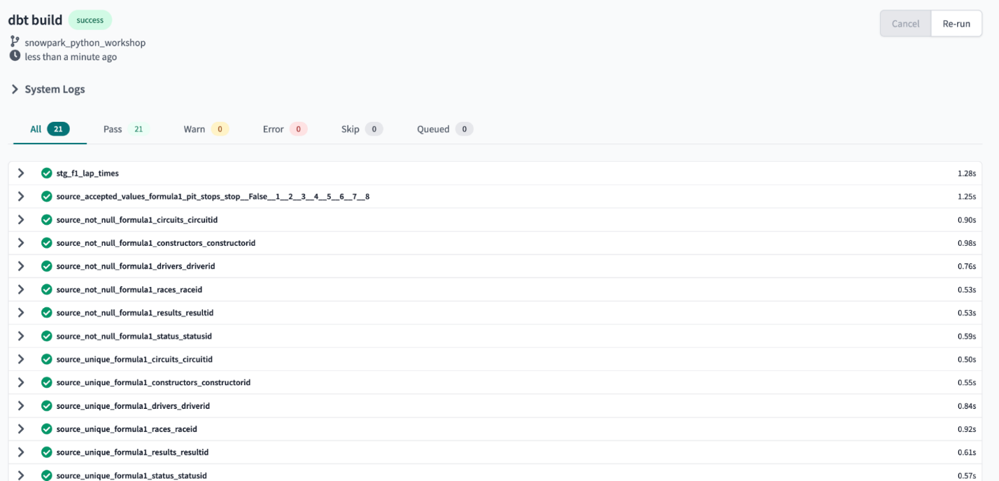 dbt build success Cancel Re-run
snowpark_python_workshop
less than a minute ago
System Logs
All 21 Pass 21 Warn 0 Error 0 Skip 0 Queued 0
stg_f1_lap_times 1.28s
source_accepted_values_formula1_pit_stops_stop__False__1__2__3__4__5__6__7__8 1.25s
source_not_null_formula1_circuits_circuitid 0.90s
source_not_null_formula1_constructors_constructorid 0.98s
source_not_null_formula1_drivers_driverid 0.76s
source_not_null_formula1_races_raceid 0.53s
source_not_null_formula1_results_resultid 0.53s
source_not_null_formula1_status_statusid 0.59s
source_unique_formula1_circuits_circuitid 0.50s
source_unique_formula1_constructors_constructorid 0.55s
source_unique_formula1_drivers_driverid 0.84s
source_unique_formula1_races_raceid 0.92s
source_unique_formula1_results_resultid 0.61s
source_unique_formula1_status_statusid 0.57s